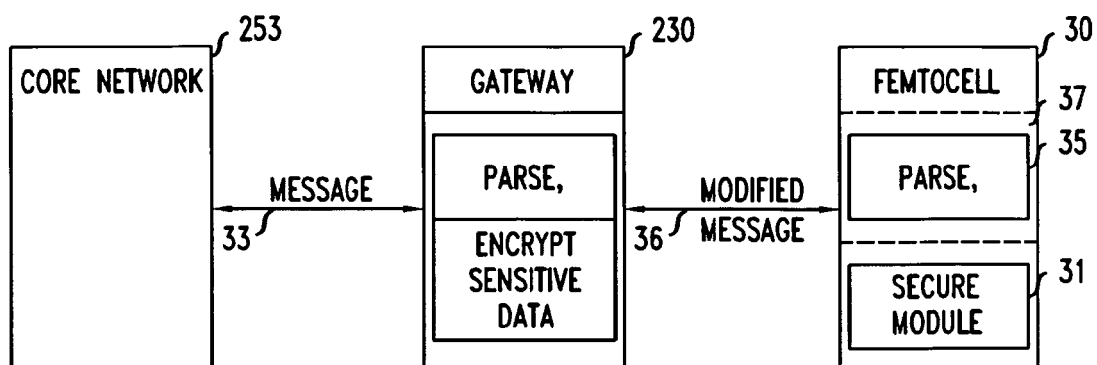 253
230
30
CORE NETWORK
GATEWAY
FEMTOCELL
37
35
PARSE,
PARSE,
MESSAGE
MODIFIED
MESSAGE
33
36
ENCRYPT
SENSITIVE
DATA
31
SECURE
MODULE